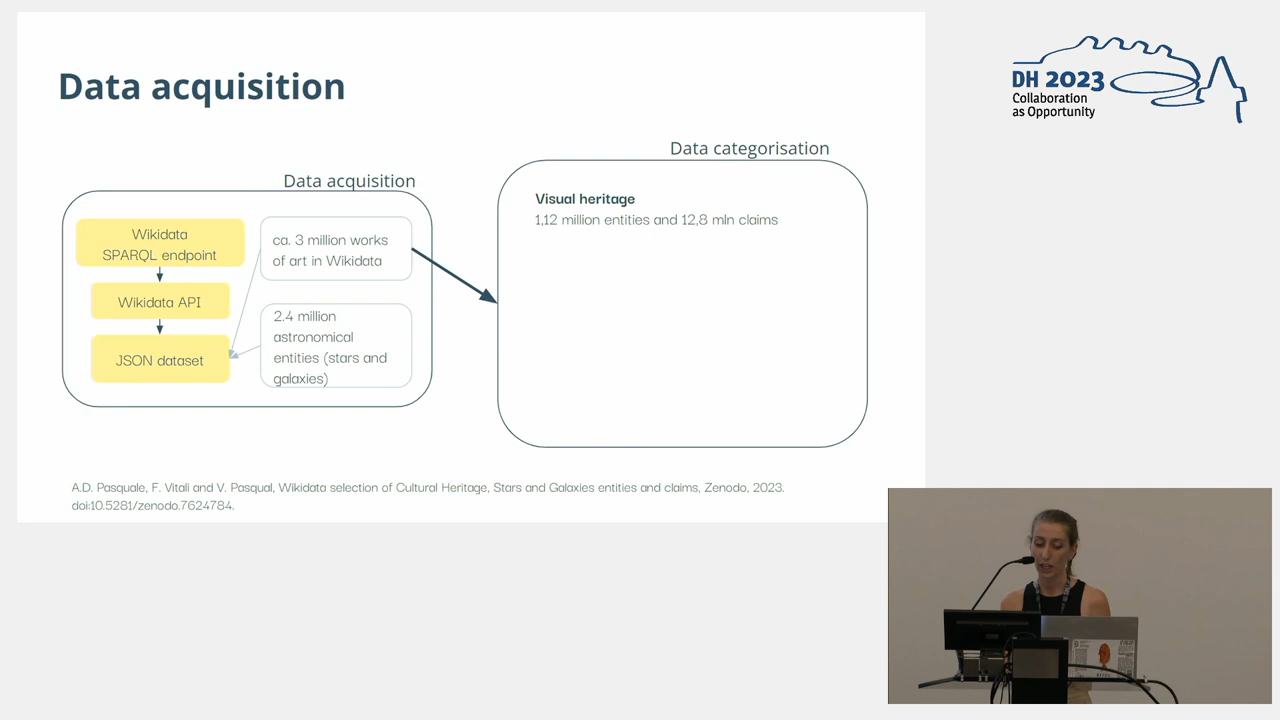 Data acquisition
DH 2023
Collaboration
as Opportunity
Data acquisition
Wikidata
SPARQL endpoint
Wikidata API
JSON dataset
ca. 3 million works
of art in Wikidata
2.4 million
astronomical
entities (stars and
galaxies)
Data categorisation
Visual heritage
1,12 million entities and 12,8 mln claims
A.D. Pasquale, F. Vitali and V. Pasqual, Wikidata selection of Cultural Heritage, Stars and Galaxies entities and claims, Zenodo, 2023.
doi:10.5281/zenodo.7624784.